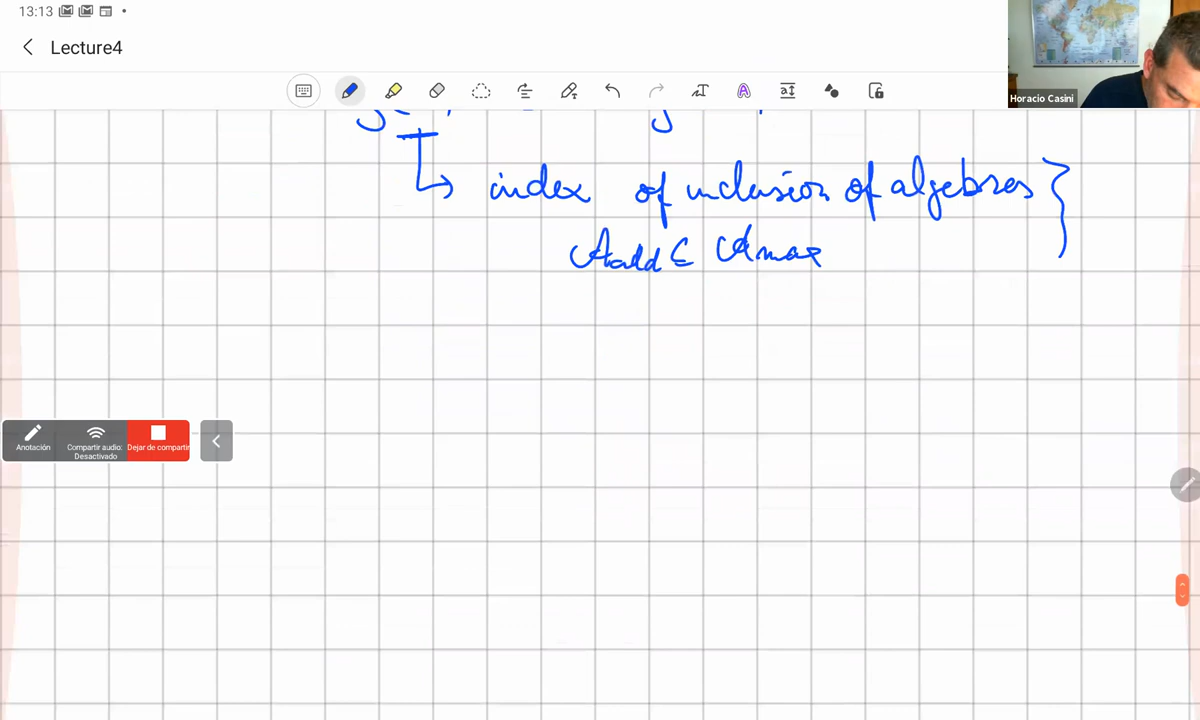 13:13
Lecture4
Horacio Casini
index of inclusion of algebras
Aadd ⊆ Amax
Anotación
Compartir audio: Desactivado
Dejar de compartir